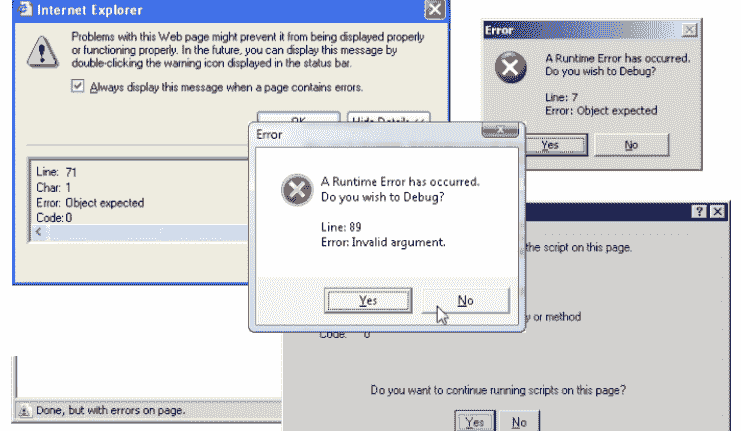 Internet Explorer
Problems with this Web page might prevent it from being displayed properly
or functioning properly. In the future, you can display this message by
double-clicking the warning icon displayed in the status bar.
Always display this message when a page contains errors.
OK
Hide Details <<
Line: 71
Char: 1
Error: Object expected
Code:0
Error
A Runtime Error has occurred.
Do you wish to Debug?
Line: 7
Error: Object expected
Yes
No
Error
A Runtime Error has occurred.
Do you wish to Debug?
Line: 89
Error: Invalid argument.
Yes
No
the script on this page.
or method
Code: 0
Do you want to continue running scripts on this page?
Yes
No
Done, but with errors on page.